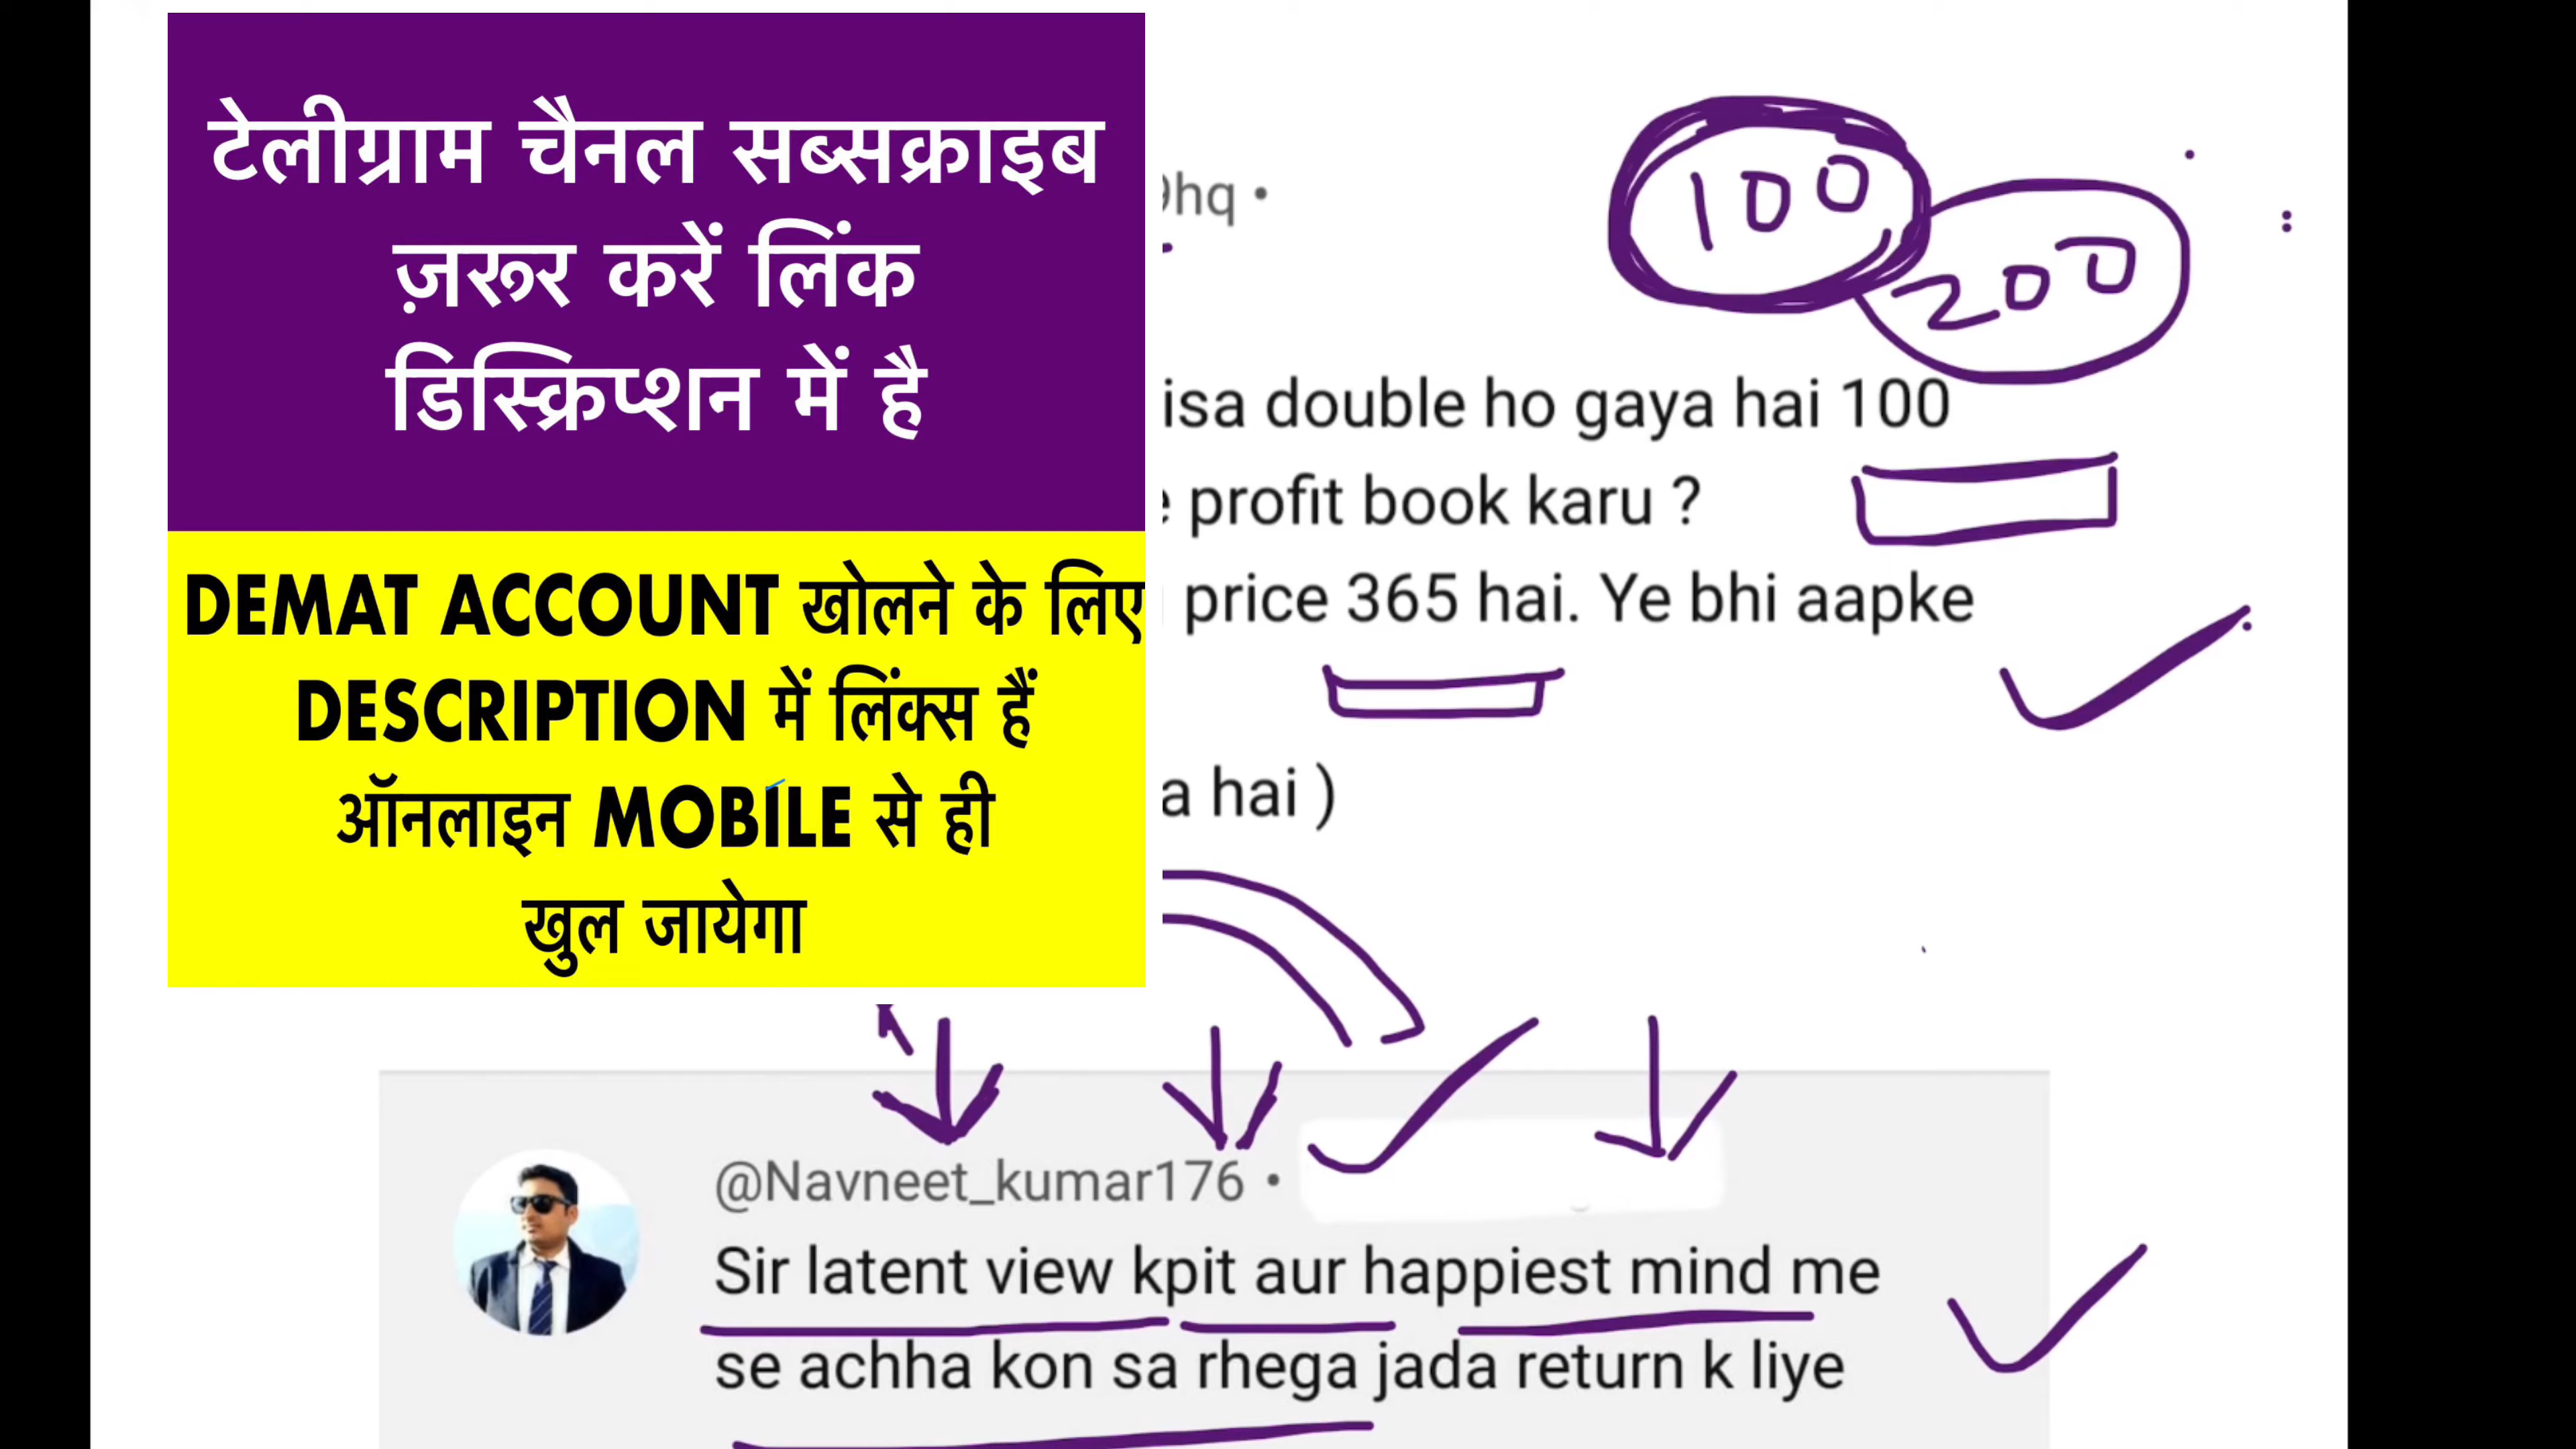 टेलीग्राम चैनल सब्सक्राइब
ज़रूर करें लिंक
डिस्क्रिप्शन में है
DEMAT ACCOUNT खोलने के लिए
DESCRIPTION में लिंक्स हैं
ऑनलाइन MOBILE से ही
खुल जायेगा
hq •
100
200
double ho gaya hai 100
profit book karu ?
price 365 hai. Ye bhi aapke
a hai )
@Navneet_kumar176 •
Sir latent view kpit aur happiest mind me
se achha kon sa rhega jada return k liye